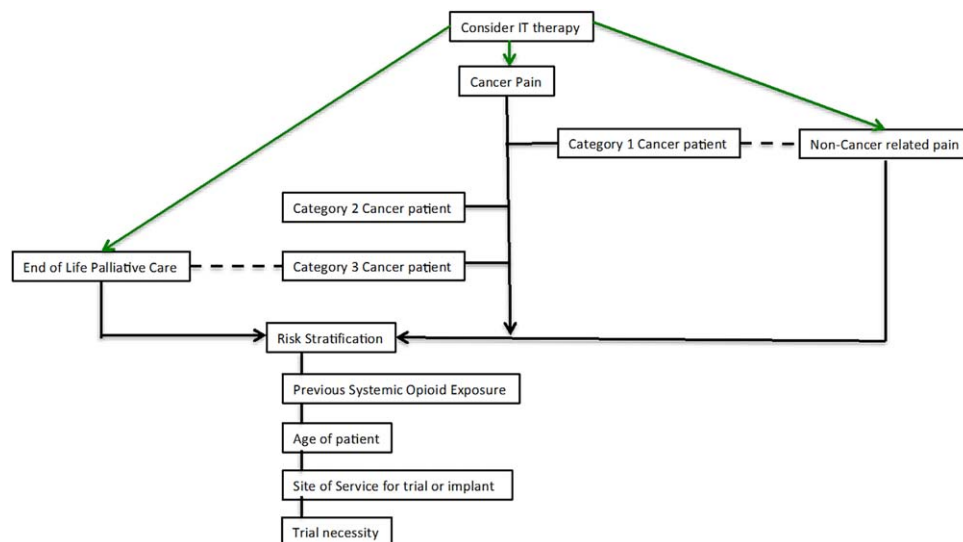 Consider IT therapy
Cancer Pain
Category 1 Cancer patient
Non-Cancer related pain
Category 2 Cancer patient
End of Life Palliative Care
Category 3 Cancer patient
Risk Stratification
Previous Systemic Opioid Exposure
Age of patient
Site of Service for trial or implant
Trial necessity